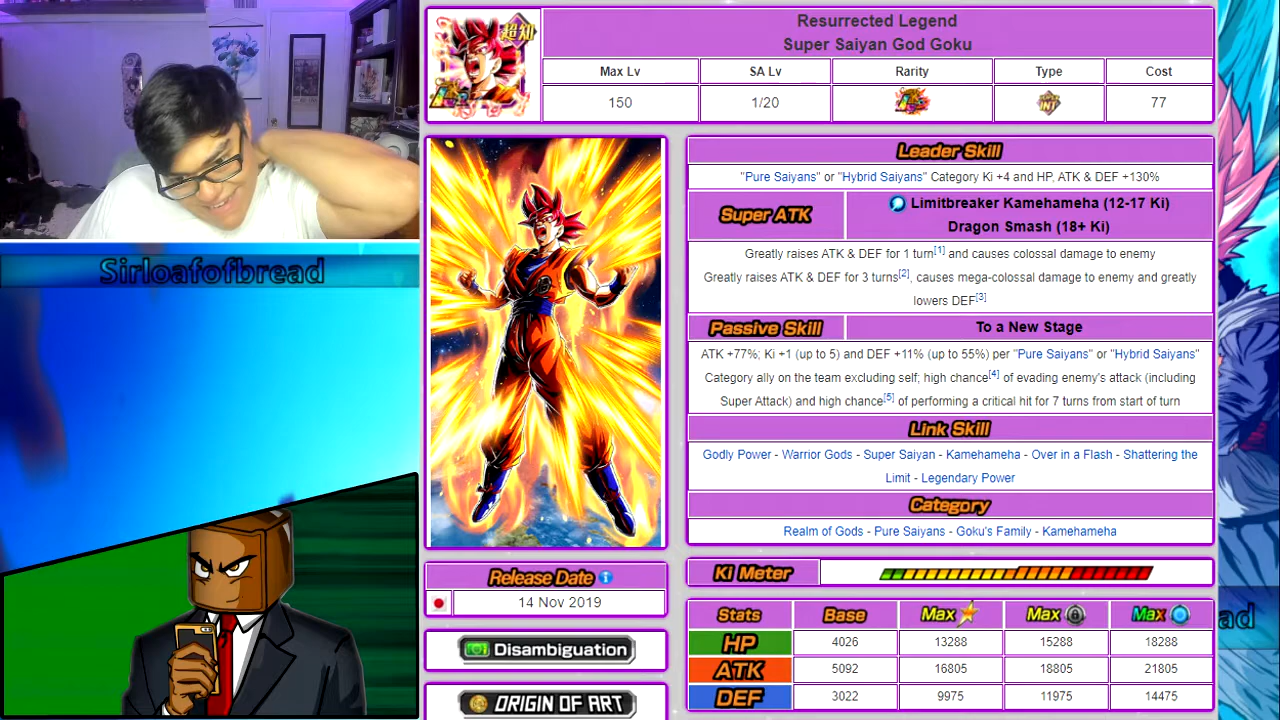 超知
Resurrected Legend
Super Saiyan God Goku
Max Lv
SA Lv
Rarity
Type
Cost
150
1/20
LR
SUPER INT
77
Leader Skill
"Pure Saiyans" or "Hybrid Saiyans" Category Ki +4 and HP, ATK & DEF +130%
Super ATK
Limitbreaker Kamehameha (12-17 Ki)
Dragon Smash (18+ Ki)
Greatly raises ATK & DEF for 1 turn[1] and causes colossal damage to enemy
Greatly raises ATK & DEF for 3 turns[2], causes mega-colossal damage to enemy and greatly
lowers DEF[3]
Passive Skill
To a New Stage
ATK +77%; Ki +1 (up to 5) and DEF +11% (up to 55%) per "Pure Saiyans" or "Hybrid Saiyans"
Category ally on the team excluding self; high chance[4] of evading enemy's attack (including
Super Attack) and high chance[5] of performing a critical hit for 7 turns from start of turn
Link Skill
Godly Power - Warrior Gods - Super Saiyan - Kamehameha - Over in a Flash - Shattering the
Limit - Legendary Power
Category
Realm of Gods - Pure Saiyans - Goku's Family - Kamehameha
Sirloafofbread
Release Date
14 Nov 2019
Disambiguation
ORIGIN OF ART
Ki Meter
Stats
Base
Max
Max
Max
HP
4026
13288
15288
18288
ATK
5092
16805
18805
21805
DEF
3022
9975
11975
14475
ad